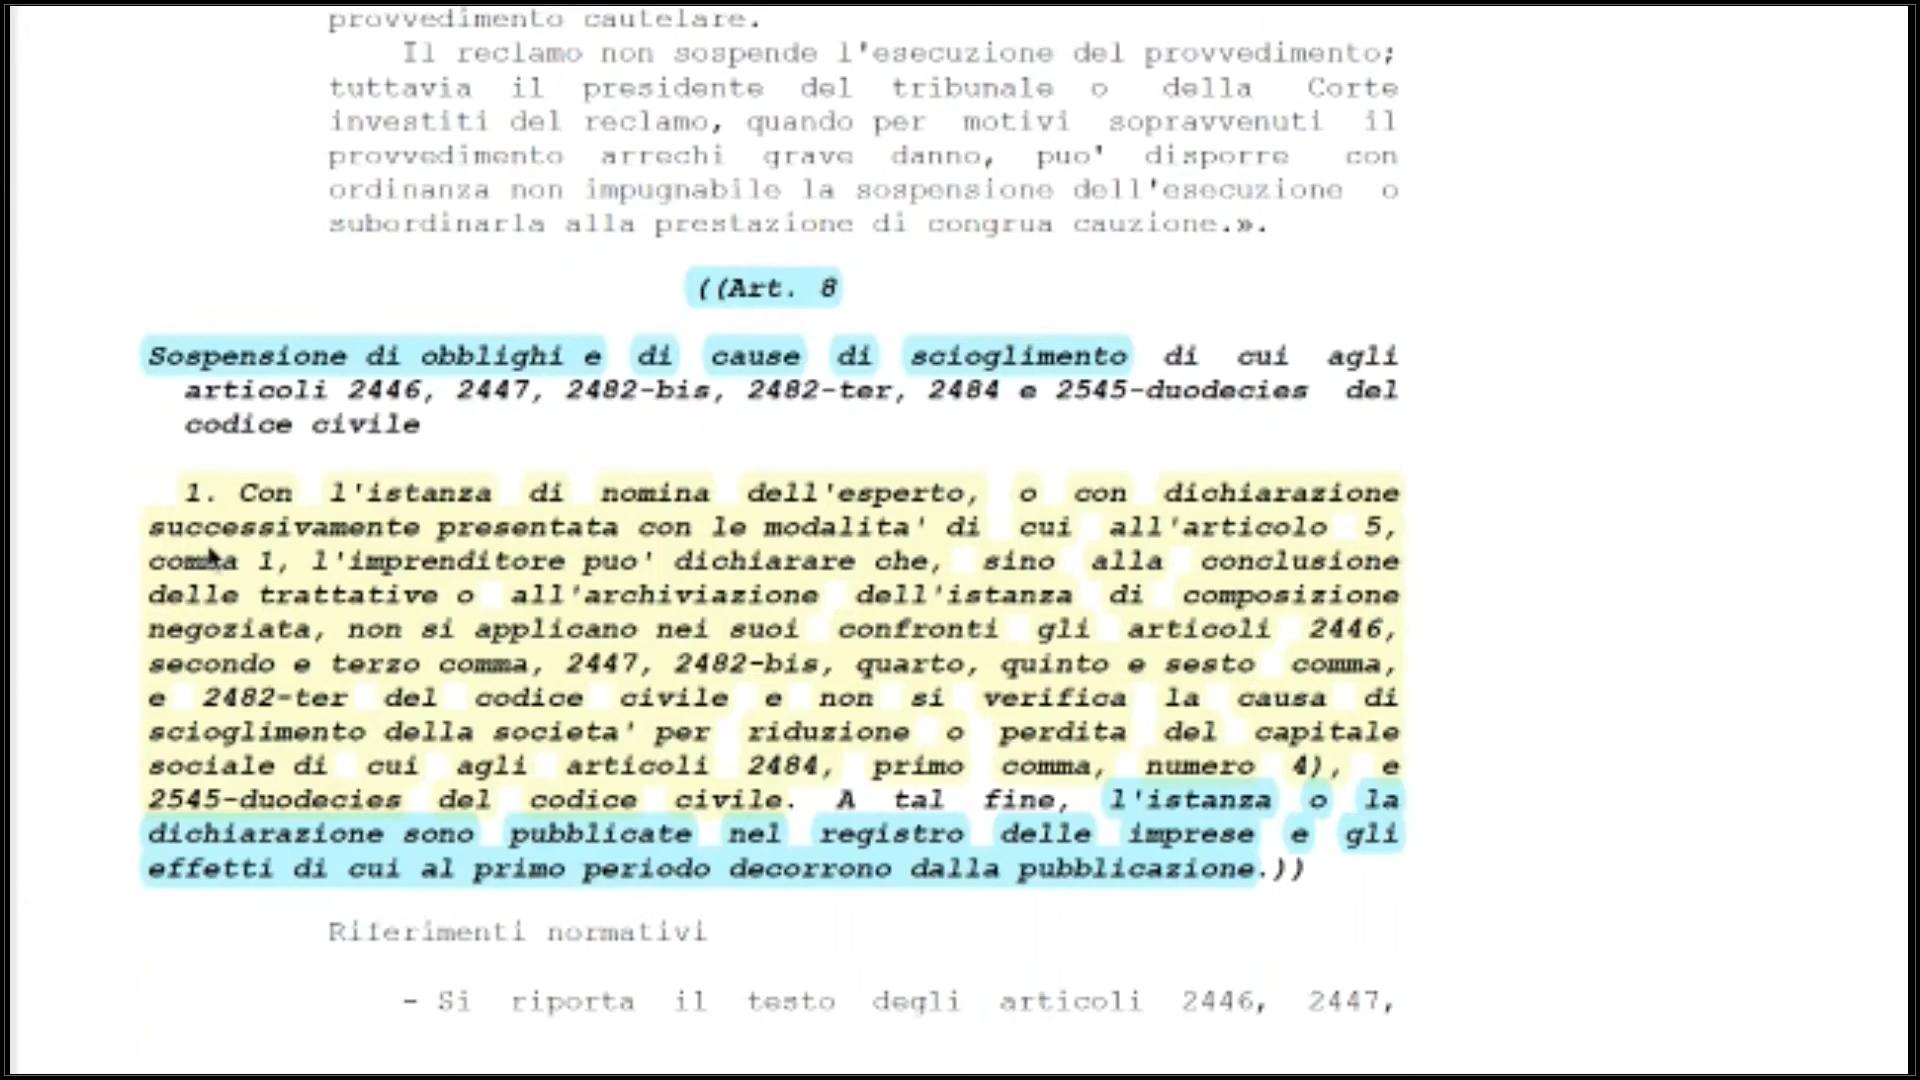 provvedimento cautelare.
Il reclamo non sospende l'esecuzione del provvedimento;
tuttavia il presidente del tribunale o della Corte
investiti del reclamo, quando per motivi sopravvenuti il
provvedimento arrechi grave danno, puo' disporre con
ordinanza non impugnabile la sospensione dell'esecuzione o
subordinarla alla prestazione di congrua cauzione.».
((Art. 8
Sospensione di obblighi e di cause di scioglimento di cui agli
articoli 2446, 2447, 2482-bis, 2482-ter, 2484 e 2545-duodecies del
codice civile
1. Con l'istanza di nomina dell'esperto, o con dichiarazione
successivamente presentata con le modalita' di cui all'articolo 5,
comma 1, l'imprenditore puo' dichiarare che, sino alla conclusione
delle trattative o all'archiviazione dell'istanza di composizione
negoziata, non si applicano nei suoi confronti gli articoli 2446,
secondo e terzo comma, 2447, 2482-bis, quarto, quinto e sesto comma,
e 2482-ter del codice civile e non si verifica la causa di
scioglimento della societa' per riduzione o perdita del capitale
sociale di cui agli articoli 2484, primo comma, numero 4), e
2545-duodecies del codice civile. A tal fine, l'istanza o la
dichiarazione sono pubblicate nel registro delle imprese e gli
effetti di cui al primo periodo decorrono dalla pubblicazione.))
Riferimenti normativi
- Si riporta il testo degli articoli 2446, 2447,